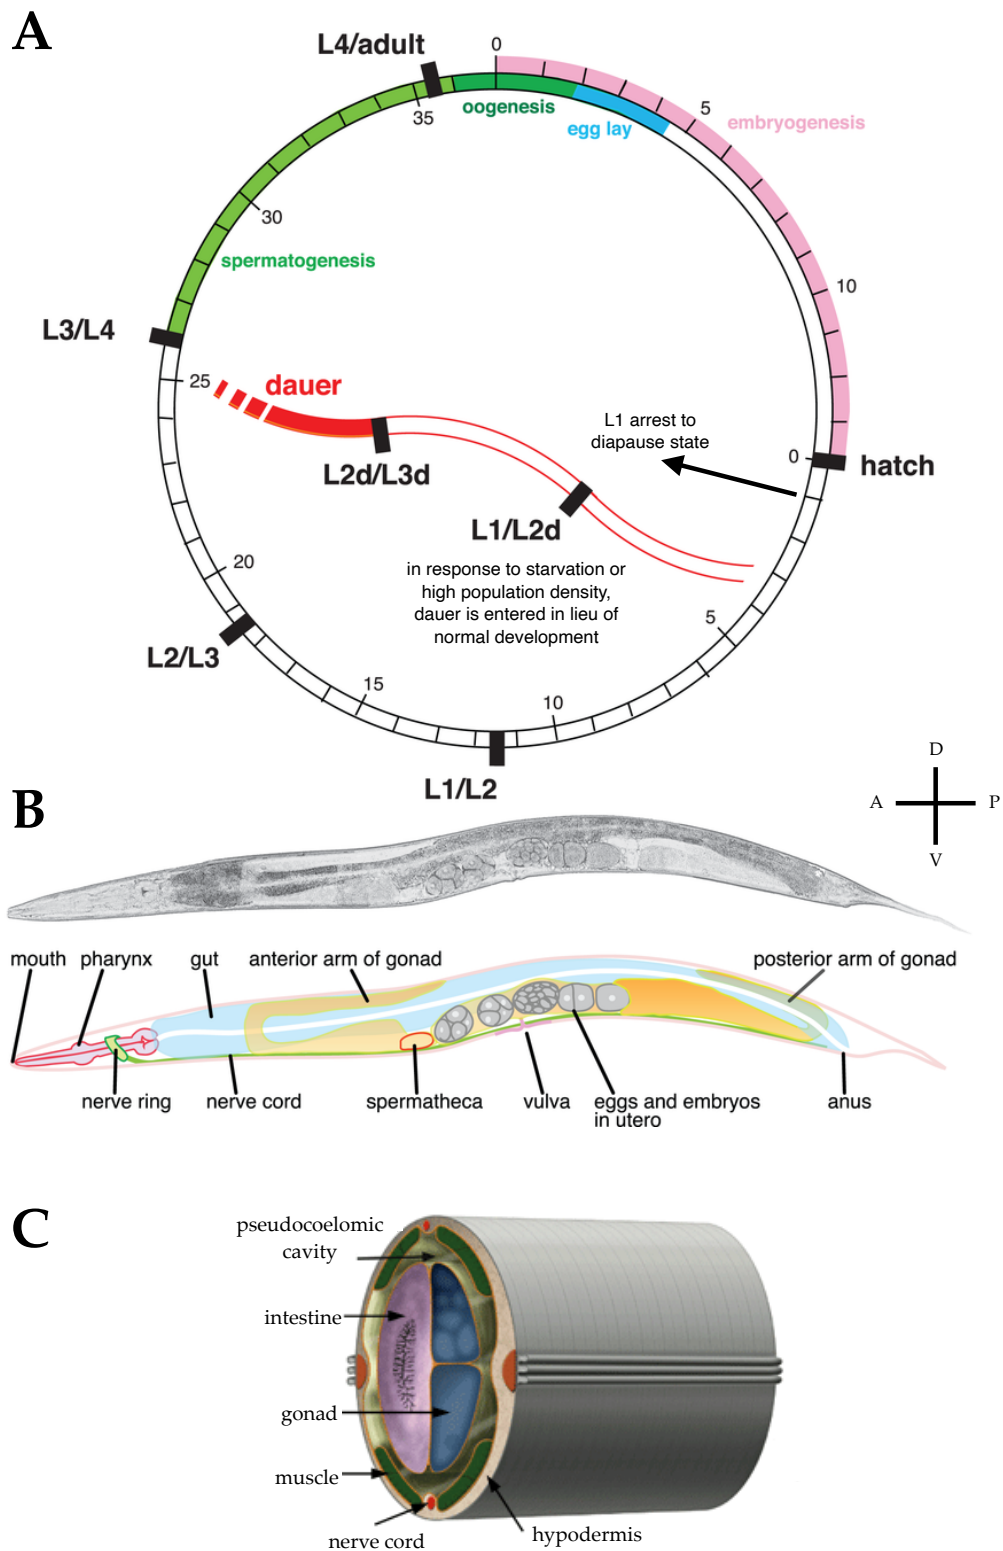 A
L4/adult
0
35
oogenesis
egg lay
5
embryogenesis
30
spermatogenesis
10
L3/L4
25
dauer
L1 arrest to
diapause state
0
hatch
L2d/L3d
L1/L2d
in response to starvation or
high population density,
dauer is entered in lieu of
normal development
20
5
L2/L3
15
10
L1/L2
D
A
P
V
B
mouth
pharynx
gut
anterior arm of gonad
posterior arm of gonad
nerve ring
nerve cord
spermatheca
vulva
eggs and embryos
in utero
anus
C
pseudocoelomic
cavity
intestine
gonad
muscle
nerve cord
hypodermis